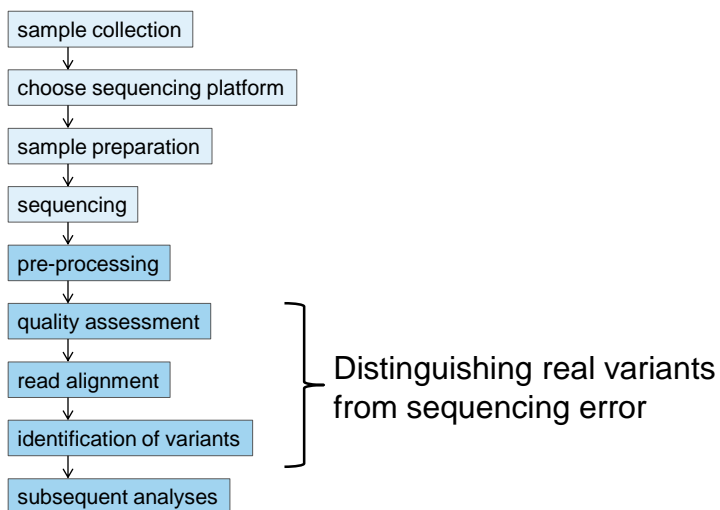 sample collection
choose sequencing platform
sample preparation
sequencing
pre-processing
quality assessment
read alignment
identification of variants
subsequent analyses
Distinguishing real variants
from sequencing error